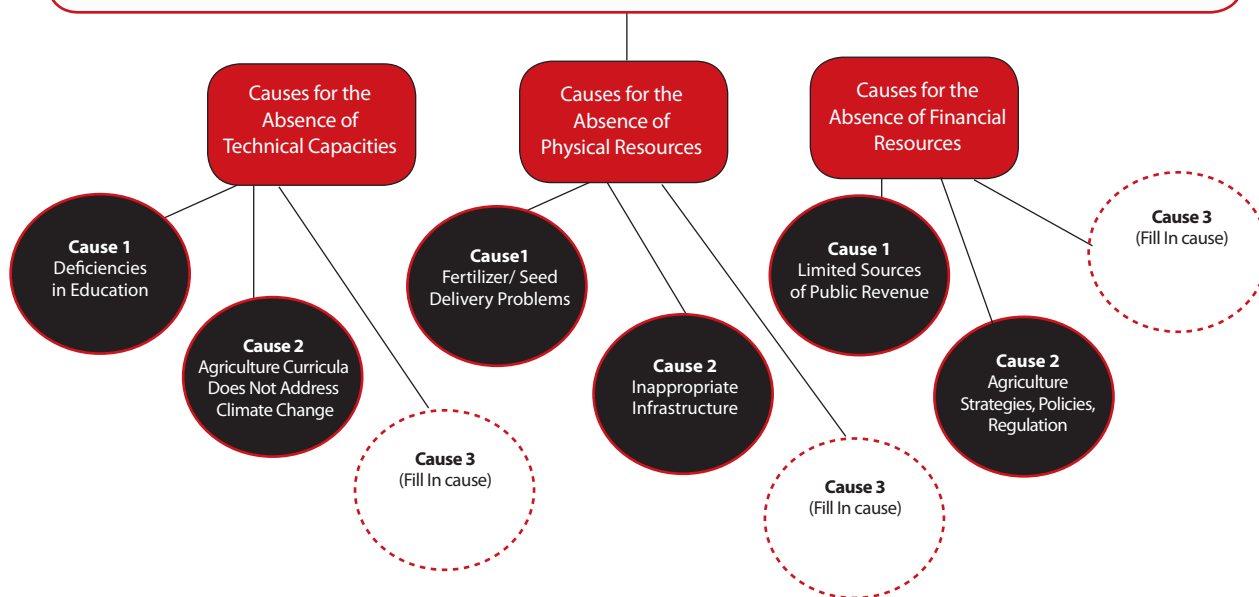 Causes for the
Absence of
Technical Capacities
Causes for the
Absence of
Physical Resources
Causes for the
Absence of Financial
Resources
Cause 1
Deficiencies
in Education
Cause 2
Agriculture Curricula
Does Not Address
Climate Change
Cause 3
(Fill In cause)
Cause1
Fertilizer/ Seed
Delivery Problems
Cause 2
Inappropriate
Infrastructure
Cause 3
(Fill In cause)
Cause 1
Limited Sources
of Public Revenue
Cause 2
Agriculture
Strategies, Policies,
Regulation
Cause 3
(Fill In cause)